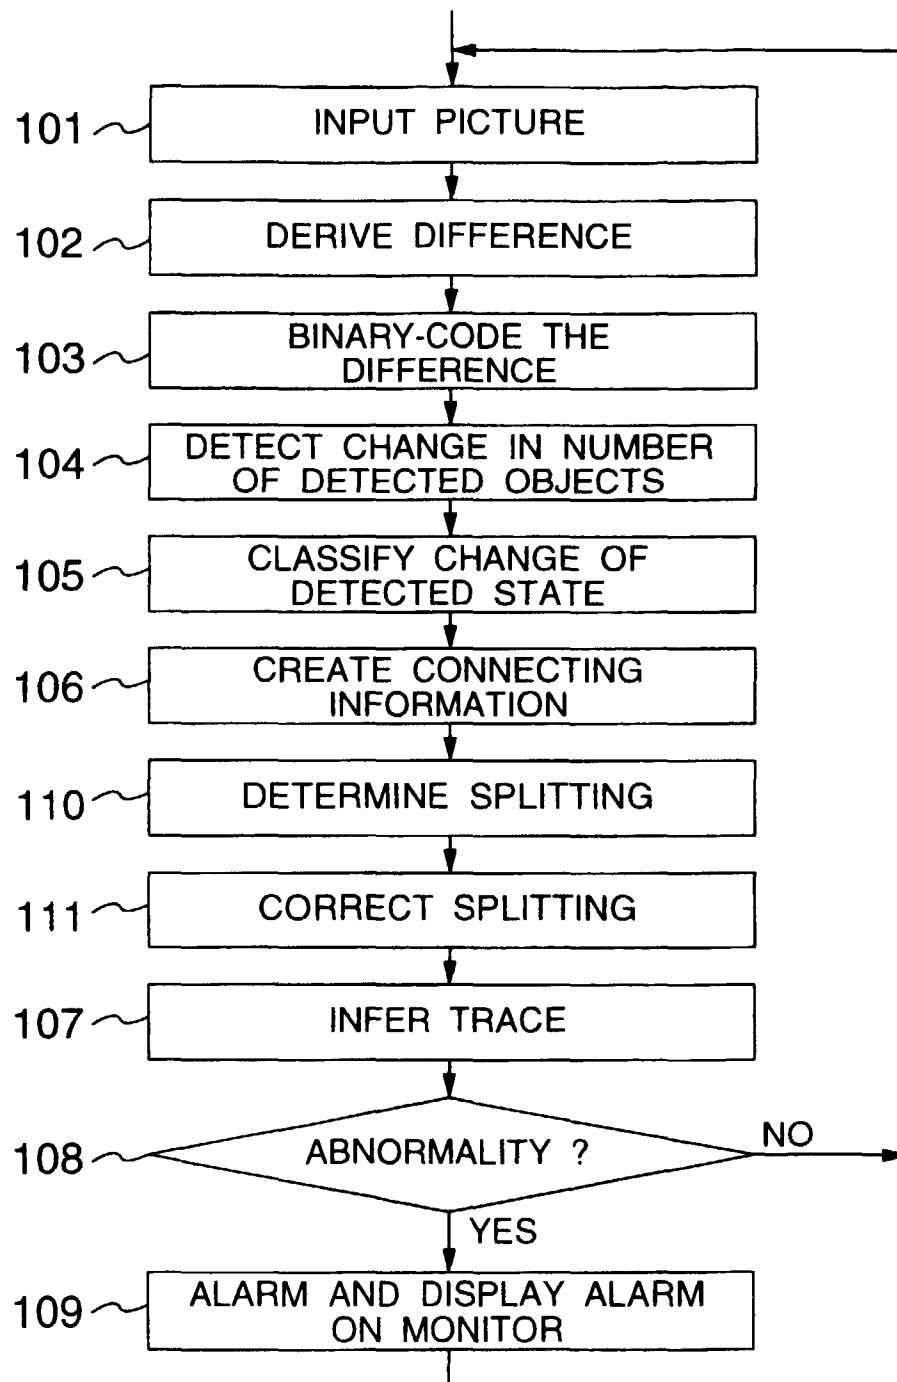 101
INPUT PICTURE
102
DERIVE DIFFERENCE
103
BINARY-CODE THE
DIFFERENCE
104
DETECT CHANGE IN NUMBER
OF DETECTED OBJECTS
105
CLASSIFY CHANGE OF
DETECTED STATE
106
CREATE CONNECTING
INFORMATION
110
DETERMINE SPLITTING
111
CORRECT SPLITTING
107
INFER TRACE
108
ABNORMALITY ?
NO
YES
109
ALARM AND DISPLAY ALARM
ON MONITOR